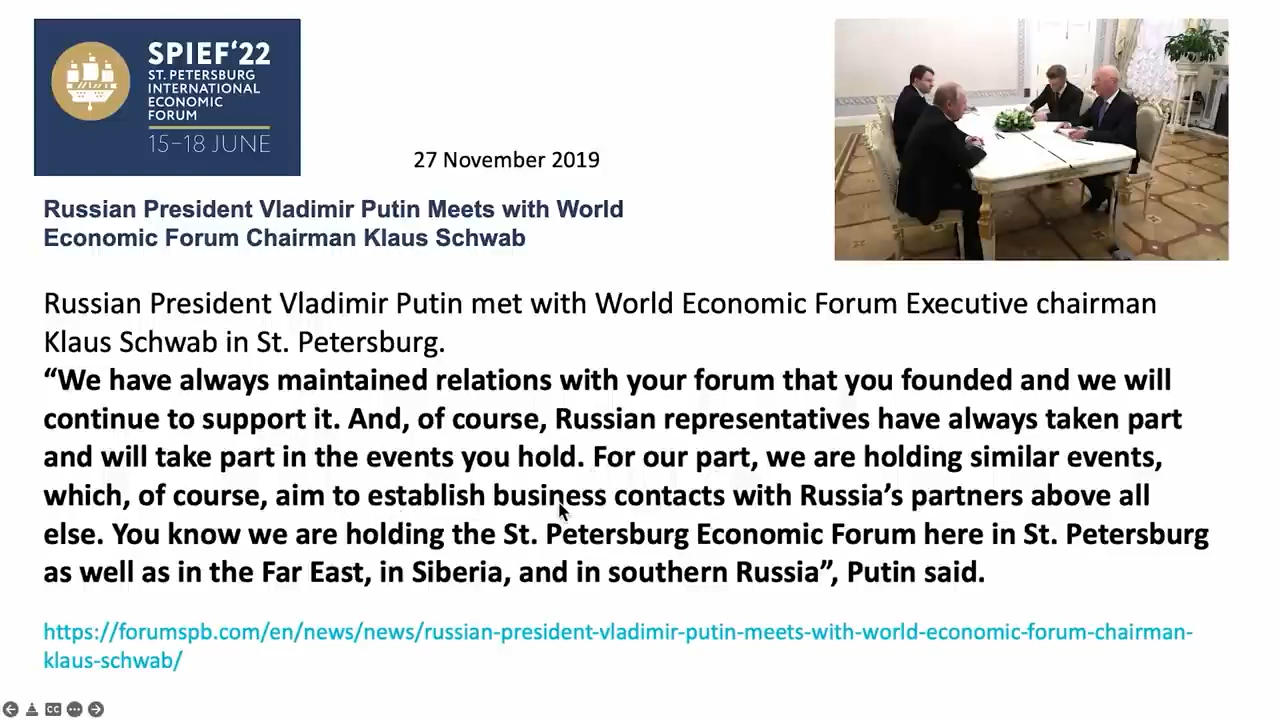 SPIEF‘22
ST. PETERSBURG
INTERNATIONAL
ECONOMIC
FORUM
15–18 JUNE
27 November 2019
Russian President Vladimir Putin Meets with World
Economic Forum Chairman Klaus Schwab
Russian President Vladimir Putin met with World Economic Forum Executive chairman
Klaus Schwab in St. Petersburg.
“We have always maintained relations with your forum that you founded and we will
continue to support it. And, of course, Russian representatives have always taken part
and will take part in the events you hold. For our part, we are holding similar events,
which, of course, aim to establish business contacts with Russia’s partners above all
else. You know we are holding the St. Petersburg Economic Forum here in St. Petersburg
as well as in the Far East, in Siberia, and in southern Russia”, Putin said.
https://forumspb.com/en/news/news/russian-president-vladimir-putin-meets-with-world-economic-forum-chairman-
klaus-schwab/
CC